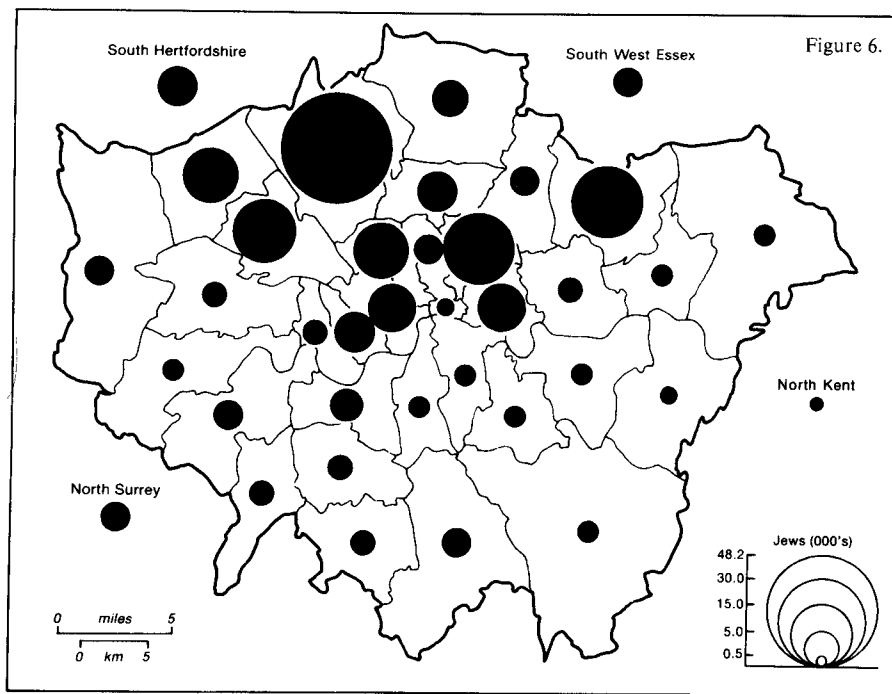 Figure 6.
South Hertfordshire
South West Essex
North Kent
North Surrey
Jews (000's)
48.2
30.0
15.0
5.0
0.5
0 miles 5
0 km 5